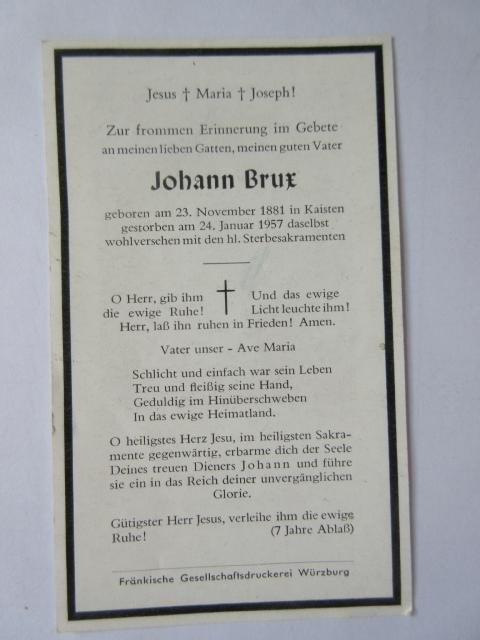 Jesus † Maria † Joseph!
Zur frommen Erinnerung im Gebete
an meinen lieben Gatten, meinen guten Vater
Johann Brux
geboren am 23. November 1881 in Kaisten
gestorben am 24. Januar 1957 daselbst
wohlversehen mit den hl. Sterbesakramenten
O Herr, gib ihm † Und das ewige
die ewige Ruhe! Licht leuchte ihm!
Herr, laß ihn ruhen in Frieden! Amen.
Vater unser - Ave Maria
Schlicht und einfach war sein Leben
Treu und fleißig seine Hand,
Geduldig im Hinüberschweben
In das ewige Heimatland.
O heiligstes Herz Jesu, im heiligsten Sakra-
mente gegenwärtig, erbarme dich der Seele
Deines treuen Dieners Johann und führe
sie ein in das Reich deiner unvergänglichen
Glorie.
Gütigster Herr Jesus, verleihe ihm die ewige
Ruhe! (7 Jahre Ablaß)
Fränkische Gesellschaftsdruckerei Würzburg